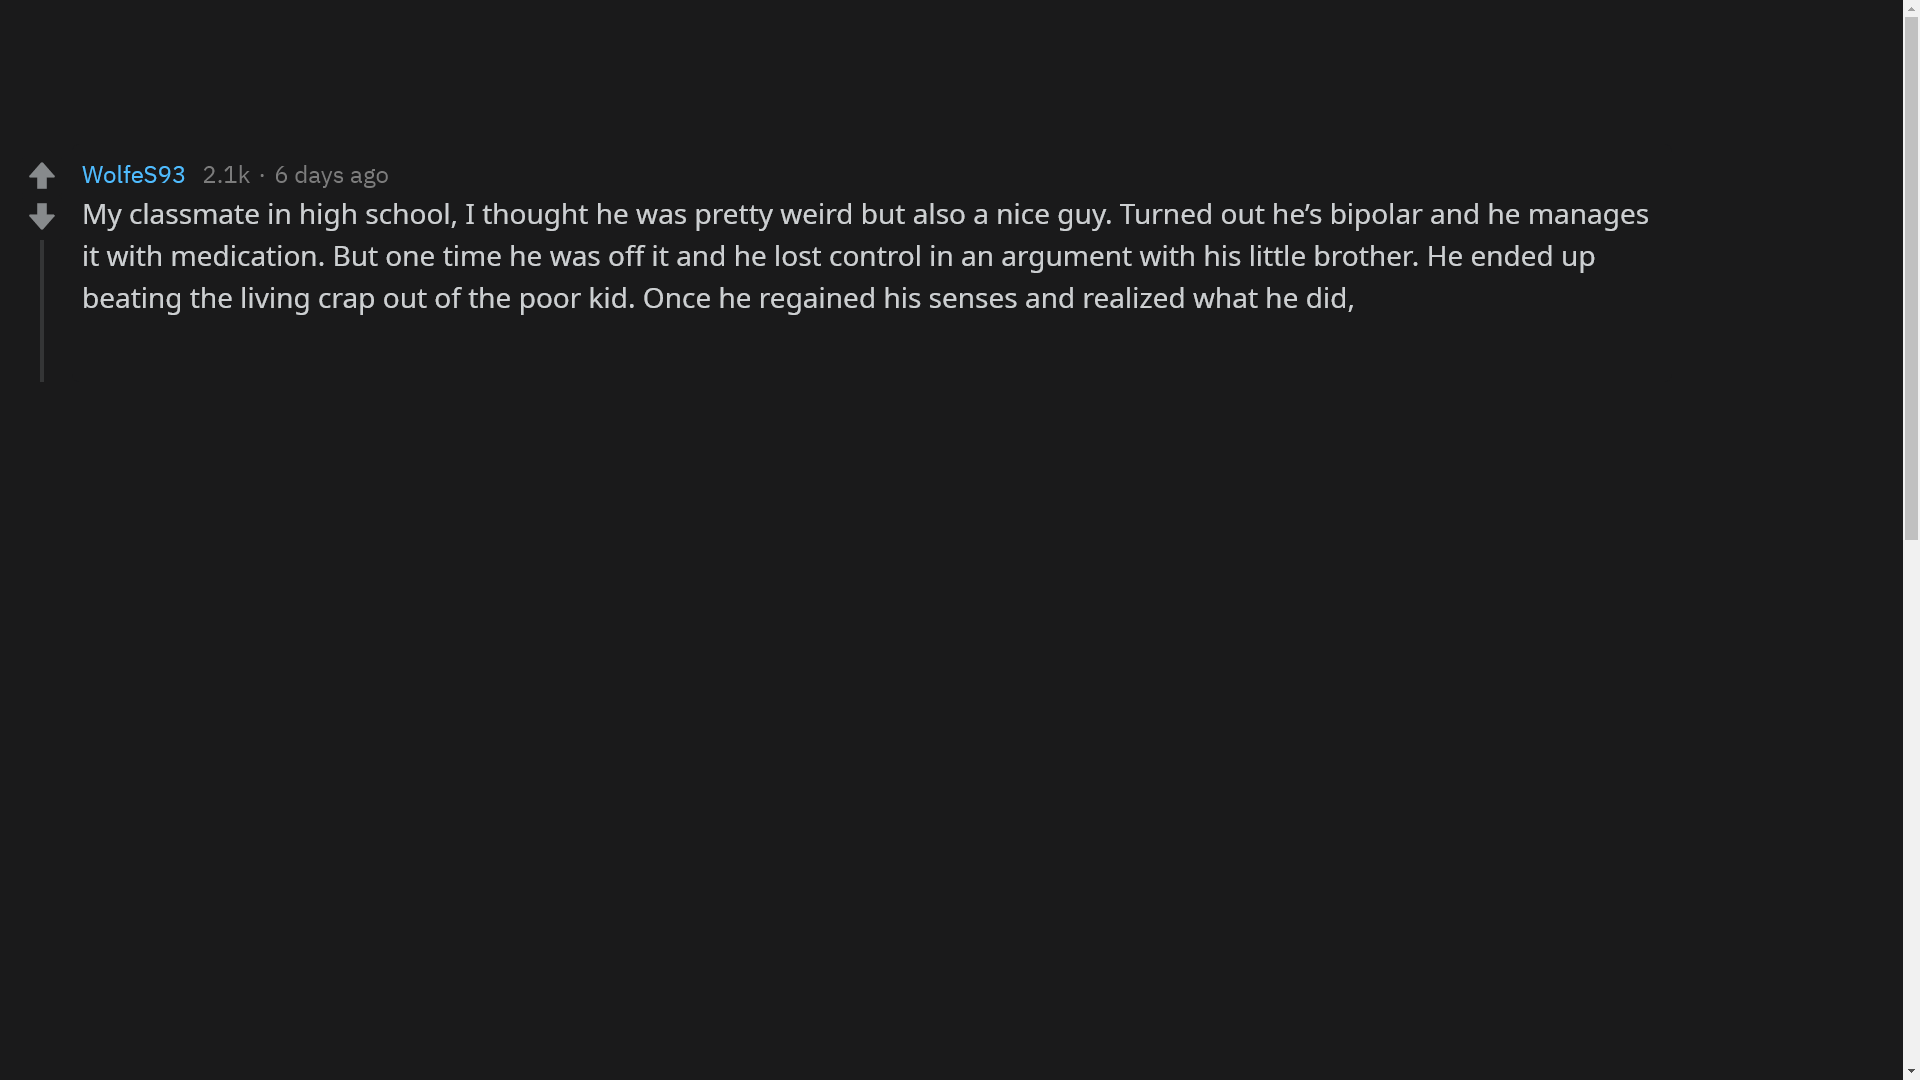 WolfeS93 2.1k · 6 days ago
My classmate in high school, I thought he was pretty weird but also a nice guy. Turned out he’s bipolar and he manages
it with medication. But one time he was off it and he lost control in an argument with his little brother. He ended up
beating the living crap out of the poor kid. Once he regained his senses and realized what he did,